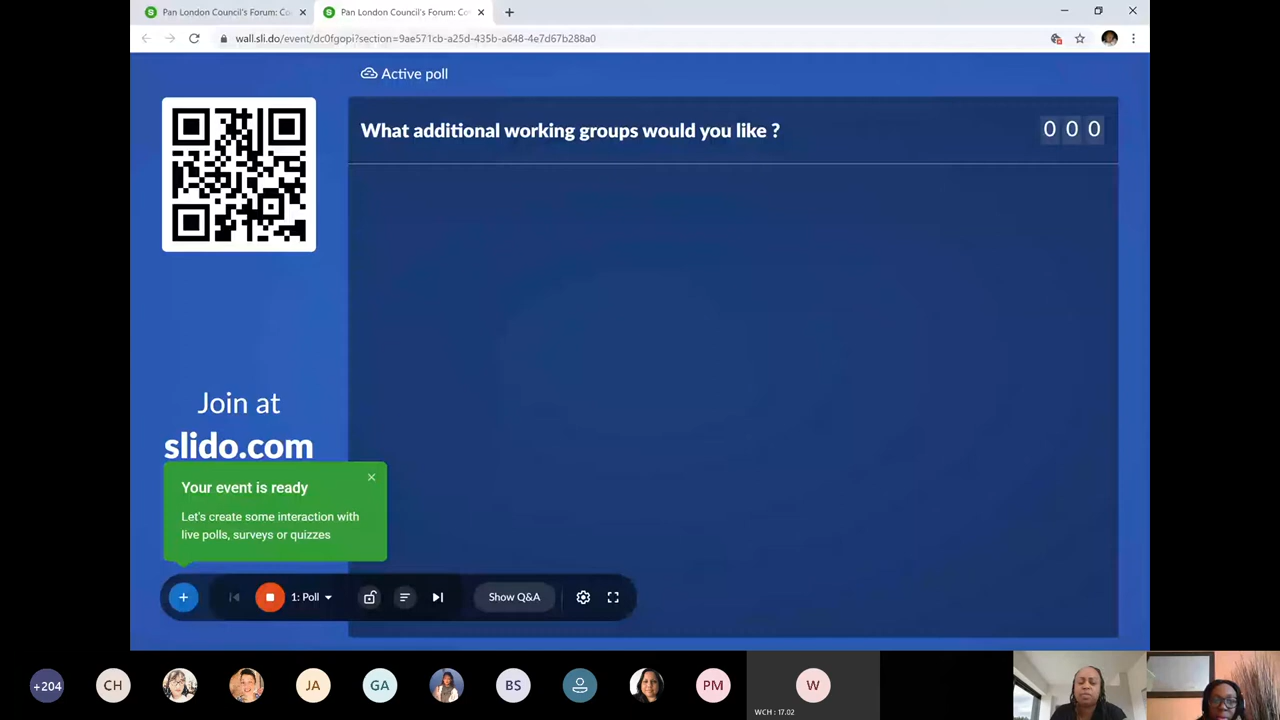 Pan London Council's Forum: Co
Pan London Council's Forum: Co
wall.sli.do/event/dc0fgopi?section=9ae571cb-a25d-435b-a648-4e7d67b288a0
Active poll
What additional working groups would you like ?
0 0 0
Join at
slido.com
Your event is ready
Let's create some interaction with
live polls, surveys or quizzes
1: Poll
Show Q&A
+204
CH
JA
GA
BS
PM
W
WCH : 17.02